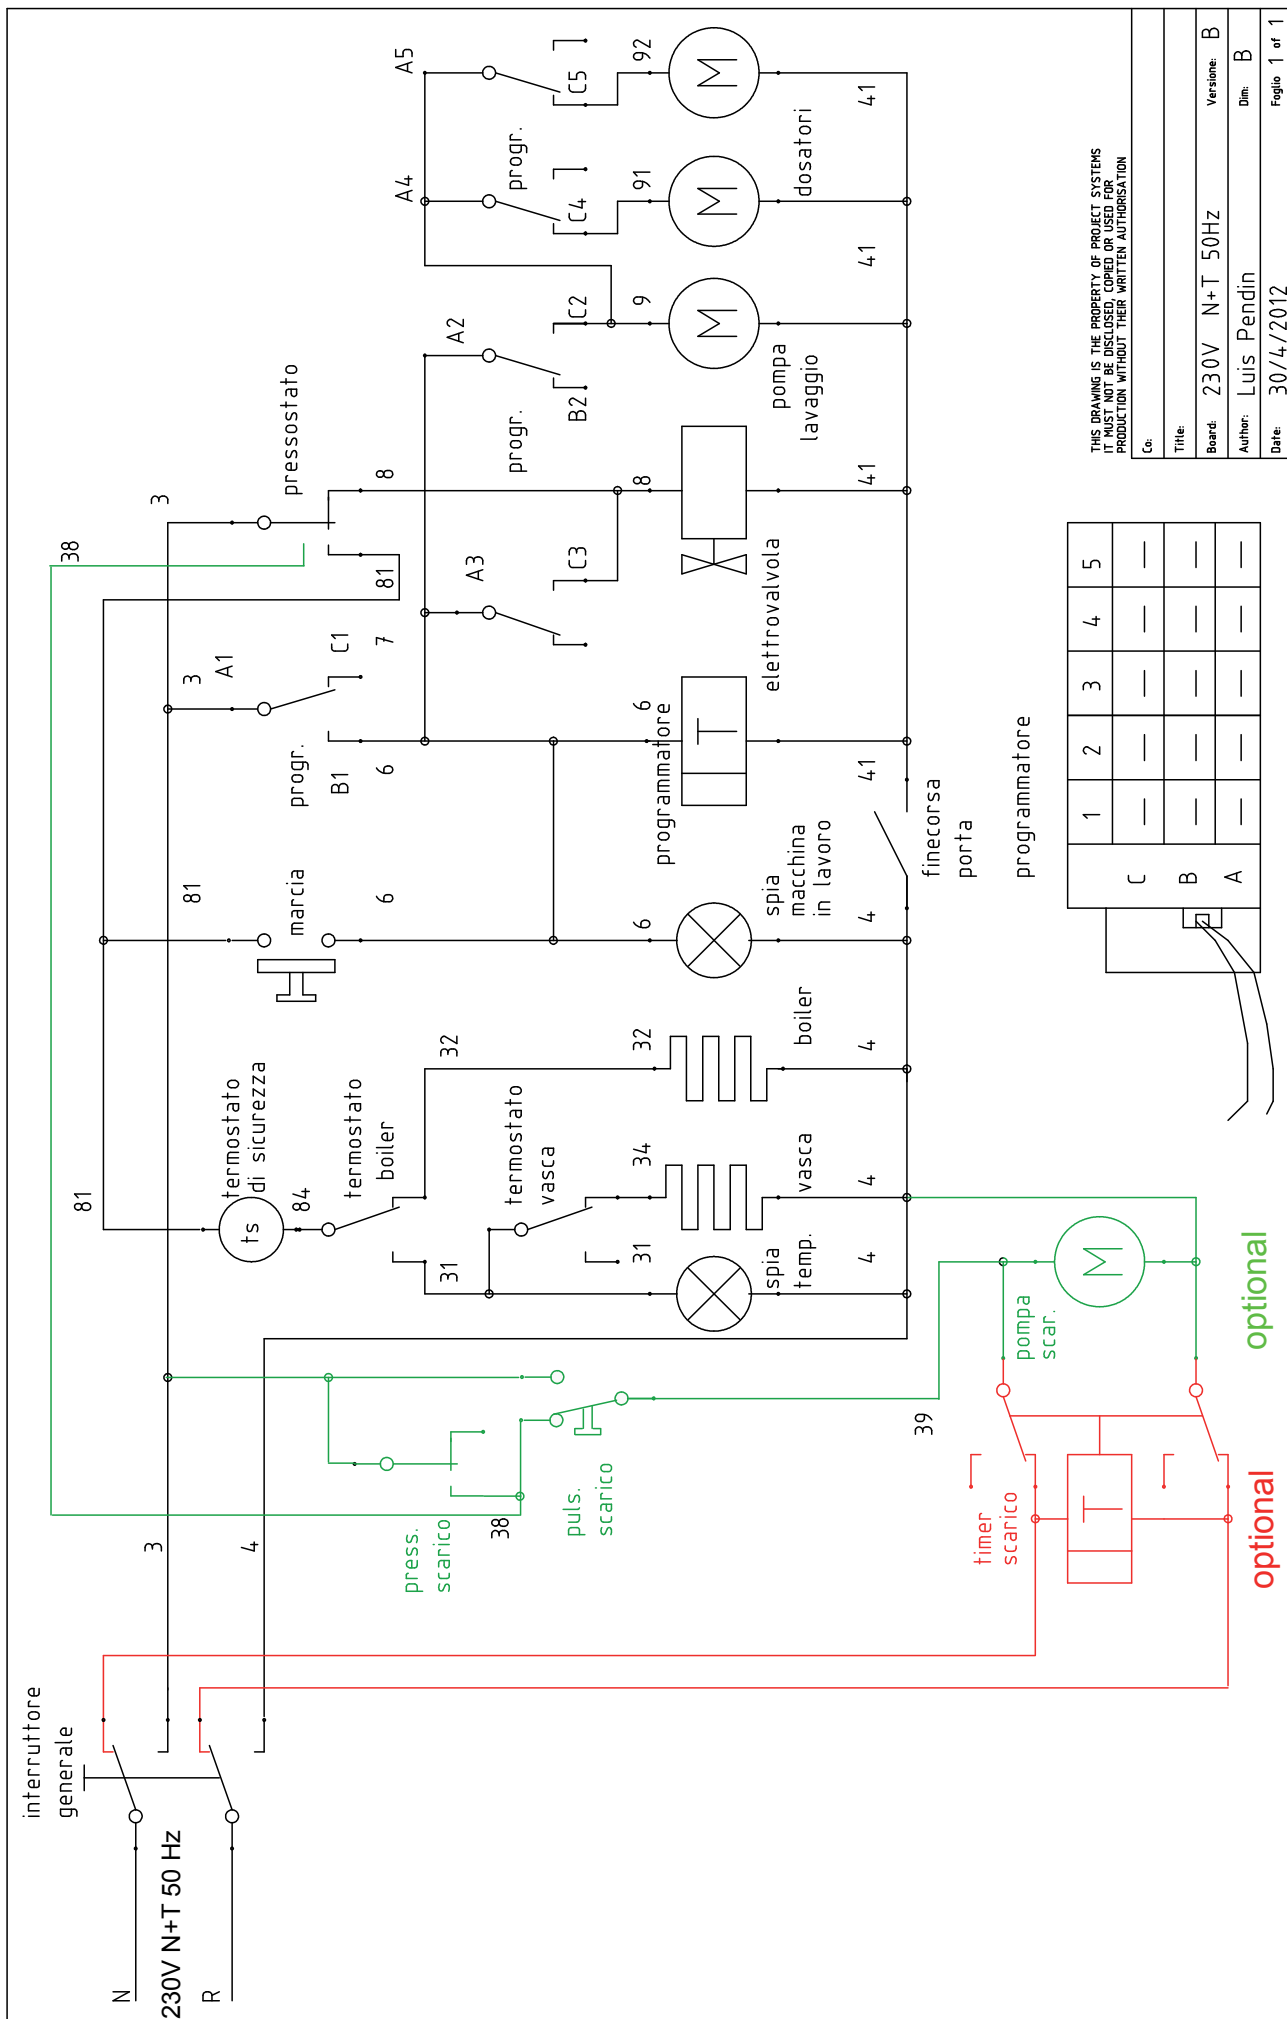 interruttore
generale
N
230V N+T 50 Hz
R
3
4
38
press.
scarico
38
puls.
scarico
39
timer
scarico
optional
pompa
scar.
M
optional
81
termostato
di sicurezza
ts
84
termostato
boiler
31
32
termostato
vasca
31
34
32
spia
temp.
vasca
boiler
4
4
4
81
marcia
6
6
spia
macchina
in lavoro
4
finecorsa
porta
3
A1
progr.
B1
C1
6
7
programmatore
6
T
41
3
pressostato
81
8
A3
C3
8
elettrovalvola
41
A2
progr.
B2
C2
9
M
pompa
lavaggio
41
A4
progr.
C4
91
M
dosatori
A5
C5
92
M
41
T
programmatore
1 2 3 4 5
C — — — — —
B — — — — —
A — — — — —
THIS DRAWING IS THE PROPERTY OF PROJECT SYSTEMS
IT MUST NOT BE DISCLOSED, COPIED OR USED FOR
PRODUCTION WITHOUT THEIR WRITTEN AUTHORISATION
Co:
Title:
Board: 230V N+T 50Hz Versione: B
Author: Luis Pendin Dim: B
Date: 30/4/2012 Foglio 1 of 1